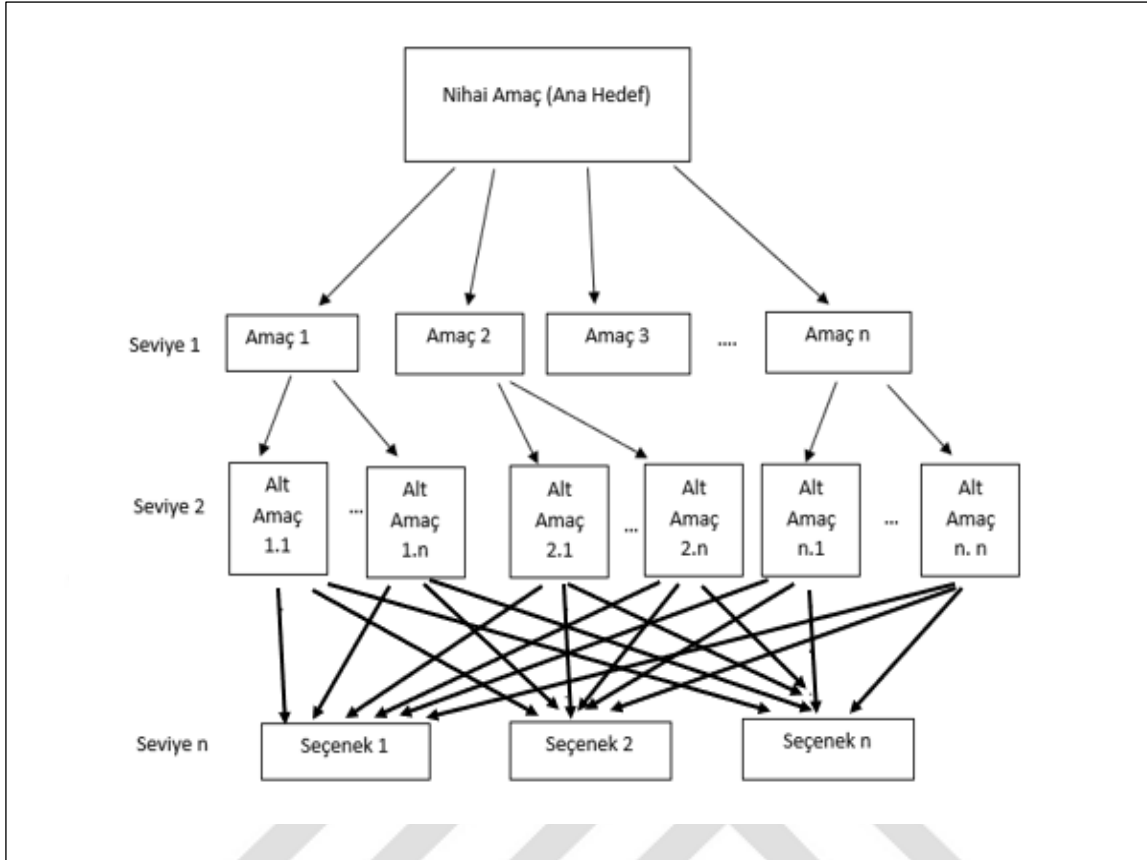 Nihai Amaç (Ana Hedef)
Seviye 1
Amaç 1
Amaç 2
Amaç 3
....
Amaç n
Seviye 2
Alt
Amaç
1.1
...
Alt
Amaç
1.n
Alt
Amaç
2.1
...
Alt
Amaç
2.n
Alt
Amaç
n.1
...
Alt
Amaç
n. n
Seviye n
Seçenek 1
Seçenek 2
Seçenek n